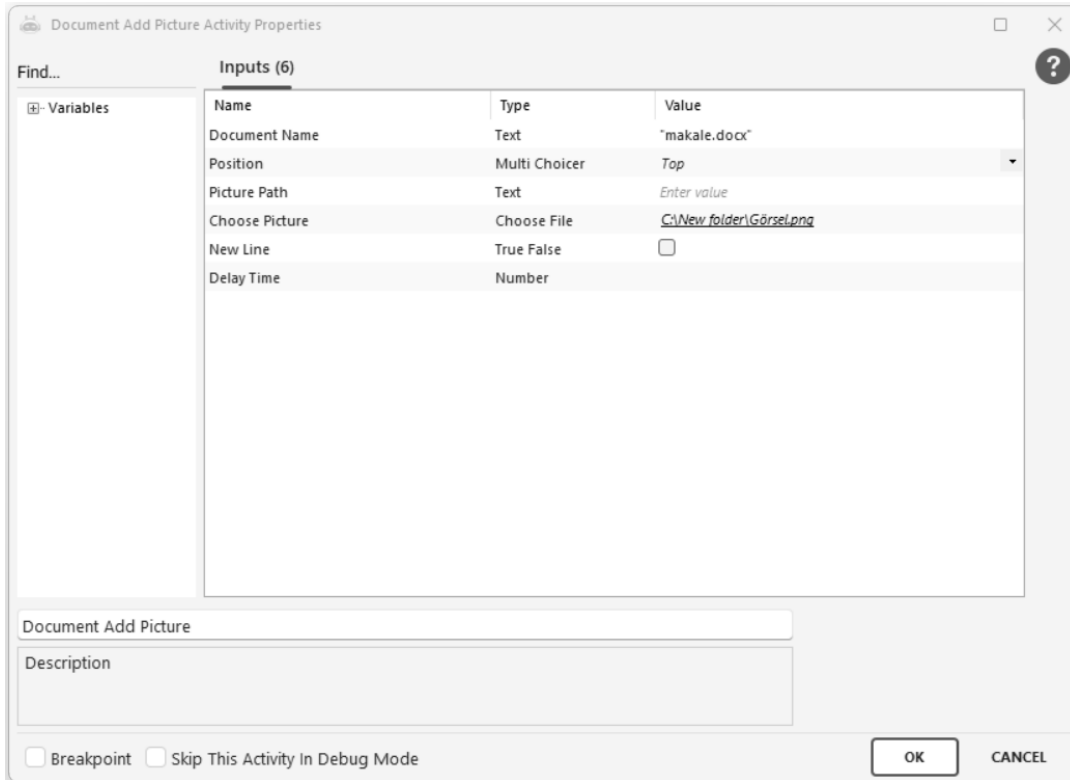 Document Add Picture Activity Properties
Find...
Inputs (6)
?
Variables
Name Type Value
Document Name Text "makale.docx"
Position Multi Choicer Top
Picture Path Text Enter value
Choose Picture Choose File C:\New folder\Görsel.png
New Line True False
Delay Time Number
Document Add Picture
Description
Breakpoint Skip This Activity In Debug Mode OK CANCEL